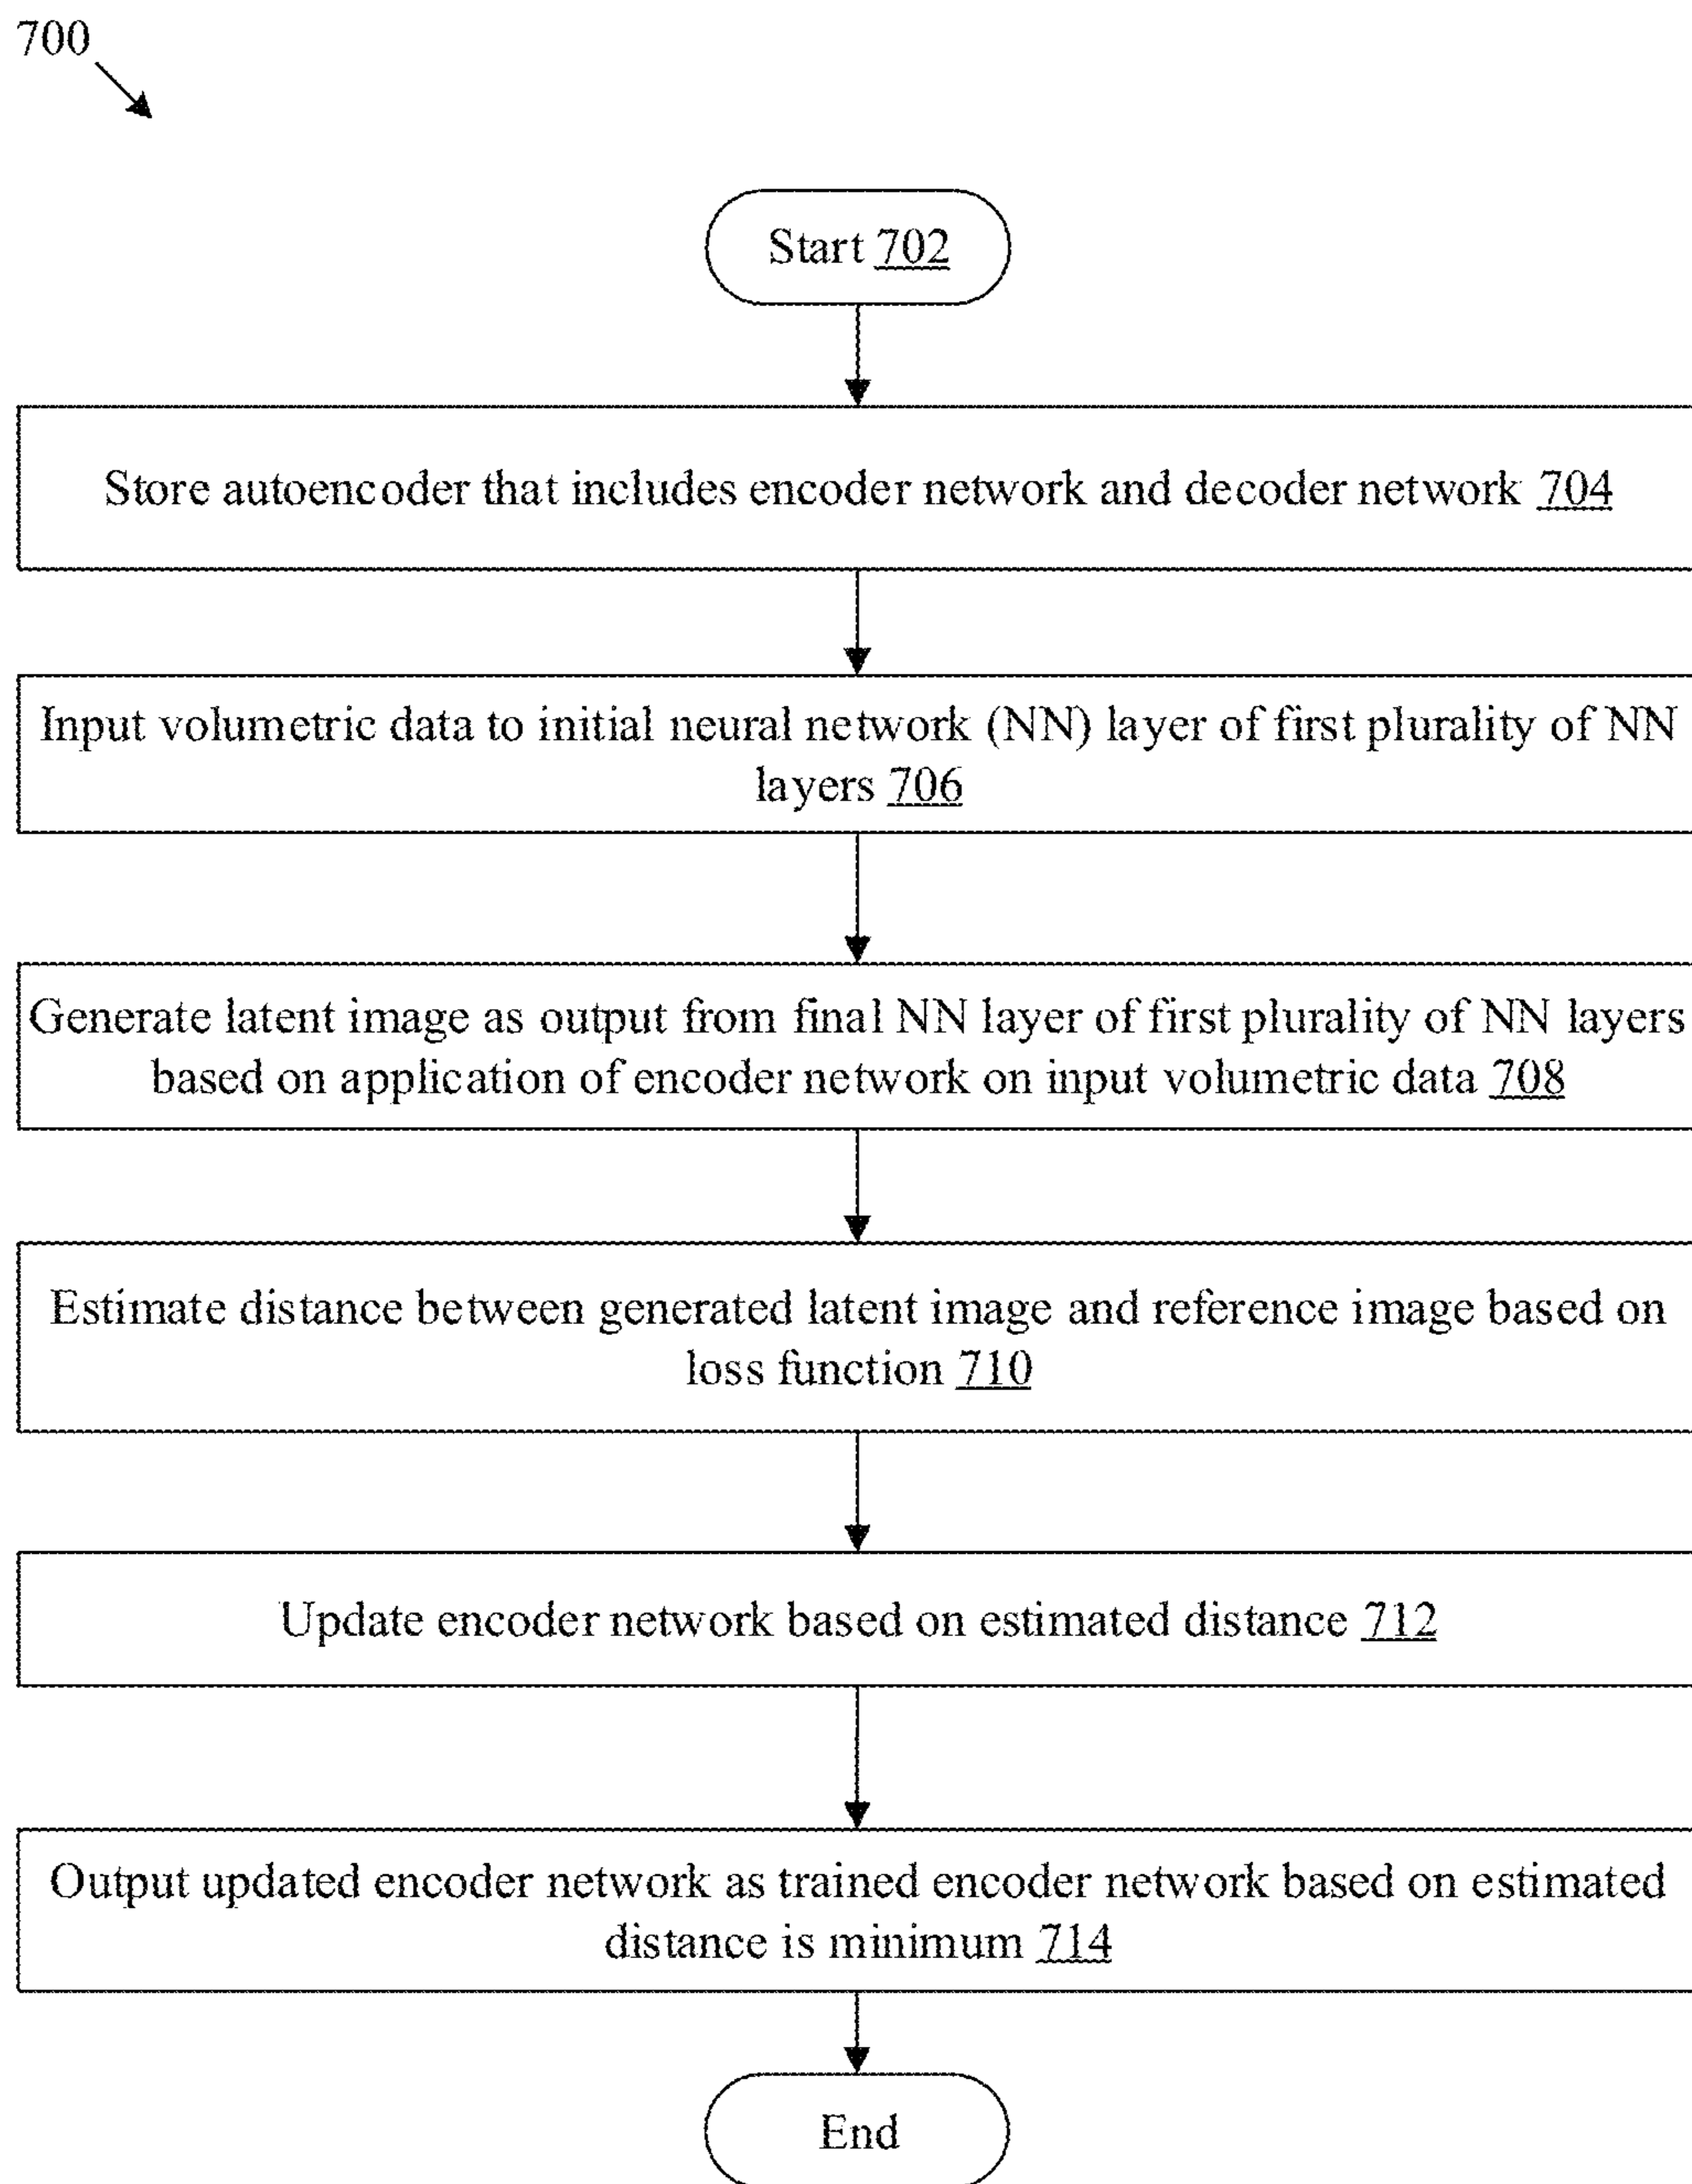 700
Start 702
Store autoencoder that includes encoder network and decoder network 704
Input volumetric data to initial neural network (NN) layer of first plurality of NN
layers 706
Generate latent image as output from final NN layer of first plurality of NN layers
based on application of encoder network on input volumetric data 708
Estimate distance between generated latent image and reference image based on
loss function 710
Update encoder network based on estimated distance 712
Output updated encoder network as trained encoder network based on estimated
distance is minimum 714
End